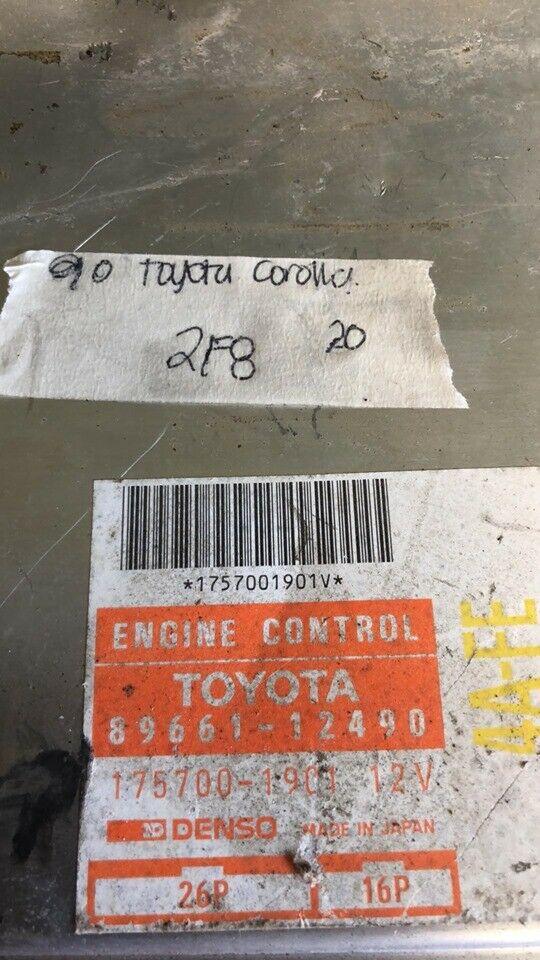 90 Toyota Corolla
2F8 20
*1757001901V*
ENGINE CONTROL
TOYOTA
89661-12490
175700-1901 12V
ND DENSO MADE IN JAPAN
26P 16P
4A-FE